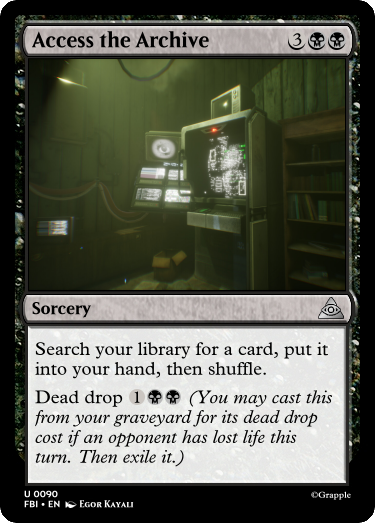 Access the Archive 3
Sorcery
Search your library for a card, put it
into your hand, then shuffle.
Dead drop 1 (You may cast this
from your graveyard for its dead drop
cost if an opponent has lost life this
turn. Then exile it.)
U 0090
FBI • EN Egor Kayali
©Grapple